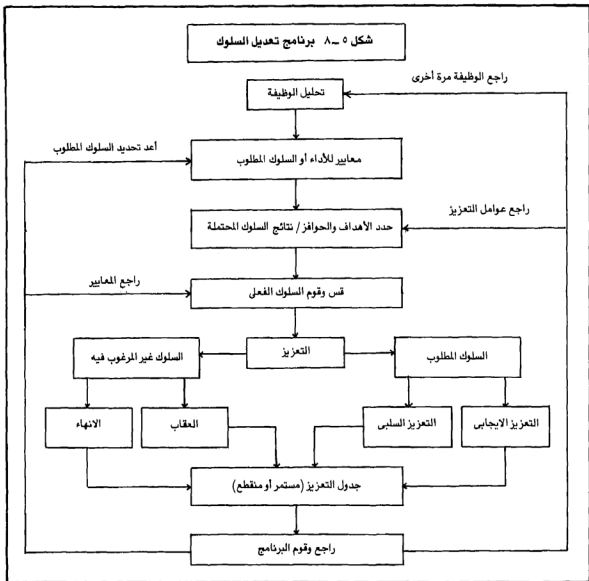 شكل ٥ ــ ٨ برنامج تعديل السلوك
راجع الوظيفة مرة أخرى
تحليل الوظيفة
أعد تحديد السلوك المطلوب
معايير للأداء أو السلوك المطلوب
راجع عوامل التعزيز
حدد الأهداف والحوافز / نتائج السلوك المحتملة
راجع المعايير
قس وقوم السلوك الفعلى
السلوك المطلوب
التعزيز
السلوك غير المرغوب فيه
التعزيز الايجابى
التعزيز السلبى
العقاب
الانهاء
جدول التعزيز (مستمر أو منقطع)
راجع وقوم البرنامج